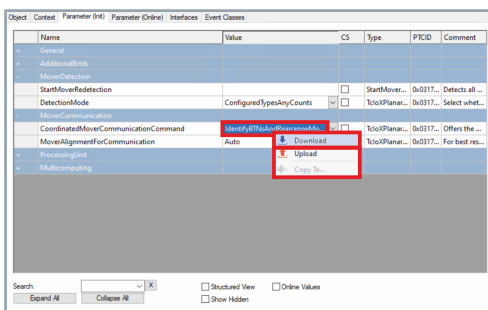 Object Context Parameter (Init) Parameter (Online) Interfaces Event Classes
Name Value CS Type PTCID Comment
+ General
+ AdditionalBmls
- MoverDetection
StartMoverRedetection StartMover... 0x0317... Detects all ...
DetectionMode ConfiguredTypesAnyCounts TcIoXPlanar... 0x0317... Select whet...
- MoverCommunication
CoordinatedMoverCommunicationCommand IdentifyBTNsAndRearrangeMo... TcIoXPlanar... 0x0317... Offers the ...
MoverAlignmentForCommunication Auto TcIoXPlanar... 0x0317... For best res...
Download
+ ProcessingUnit
Upload
+ Multicomputing
Copy To...
Search: X Structured View Online Values
Expand All Collapse All Show Hidden